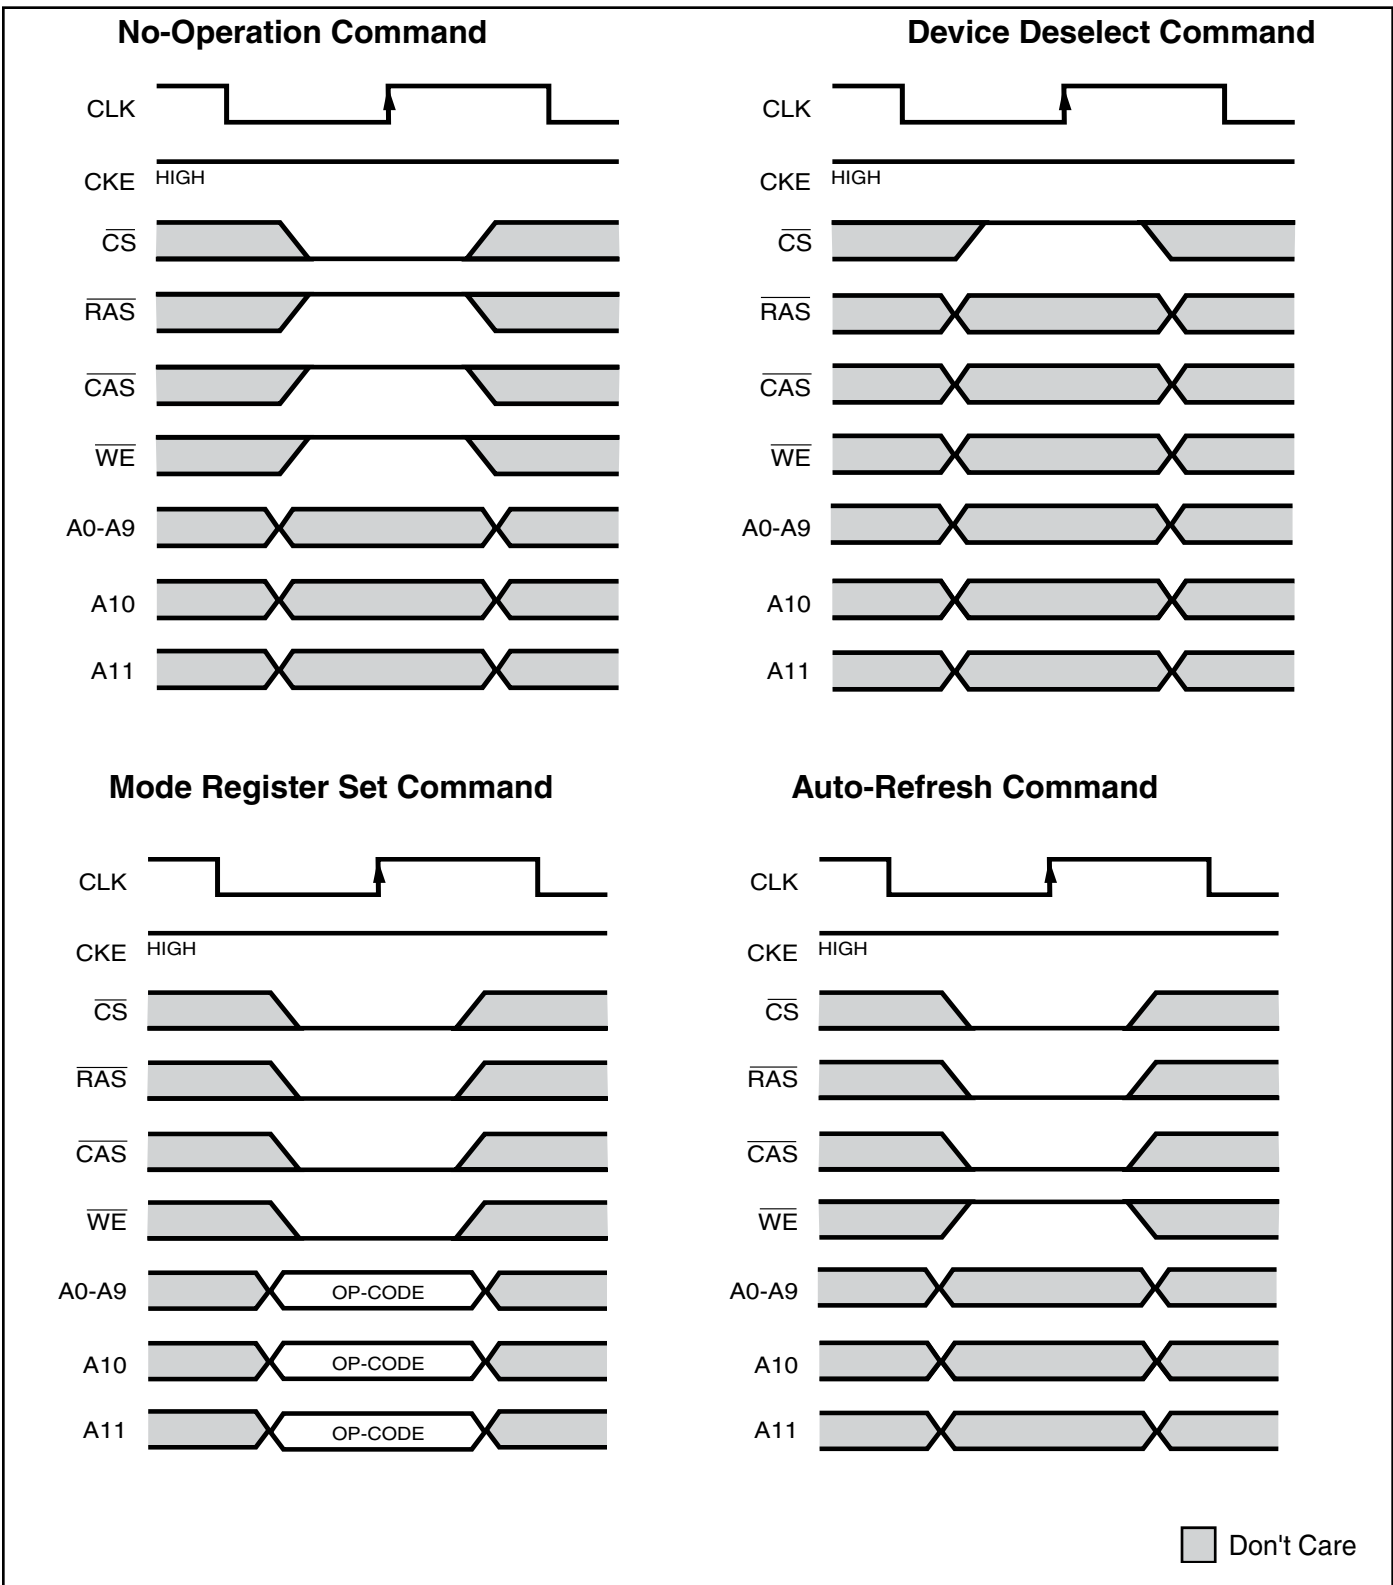 No-Operation Command
CLK
CKE HIGH
CS
RAS
CAS
WE
A0-A9
A10
A11
Device Deselect Command
CLK
CKE HIGH
CS
RAS
CAS
WE
A0-A9
A10
A11
Mode Register Set Command
CLK
CKE HIGH
CS
RAS
CAS
WE
A0-A9 OP-CODE
A10 OP-CODE
A11 OP-CODE
Auto-Refresh Command
CLK
CKE HIGH
CS
RAS
CAS
WE
A0-A9
A10
A11
Don't Care